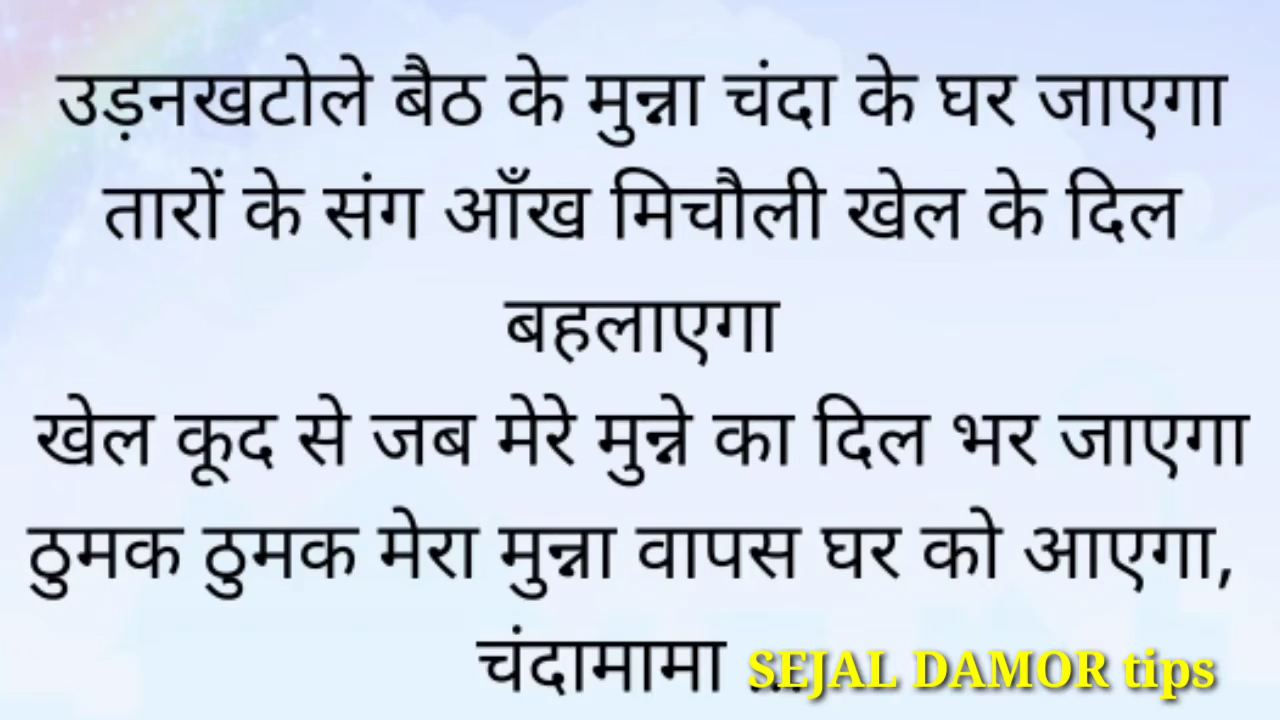 उड़नखटोले बैठ के मुन्ना चंदा के घर जाएगा
तारों के संग आँख मिचौली खेल के दिल
बहलाएगा
खेल कूद से जब मेरे मुन्ने का दिल भर जाएगा
ठुमक ठुमक मेरा मुन्ना वापस घर को आएगा,
चंदामामा ...
SEJAL DAMOR tips